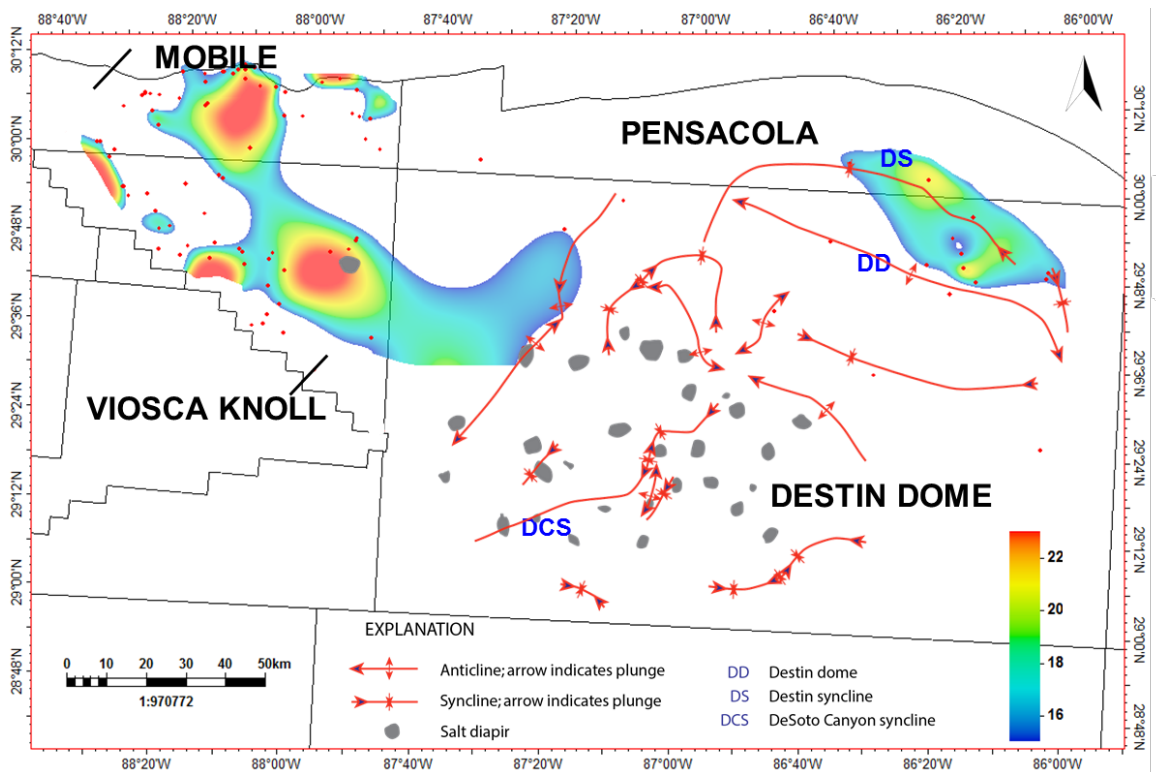 88°40'W 88°20'W 88°00'W 87°40'W 87°20'W 87°00'W 86°40'W 86°20'W 86°00'W
30°12'N
30°00'N
29°48'N
29°36'N
29°24'N
29°12'N
29°00'N
28°48'N
30°12'N
30°00'N
29°48'N
29°36'N
29°24'N
29°12'N
29°00'N
28°48'N
MOBILE
PENSACOLA
DS
DD
VIOSCA KNOLL
DESTIN DOME
DCS
22
20
18
16
EXPLANATION
0 10 20 30 40 50km
1:970772
Anticline; arrow indicates plunge
Syncline; arrow indicates plunge
Salt diapir
DD Destin dome
DS Destin syncline
DCS DeSoto Canyon syncline
88°20'W 88°00'W 87°40'W 87°20'W 87°00'W 86°40'W 86°20'W 86°00'W